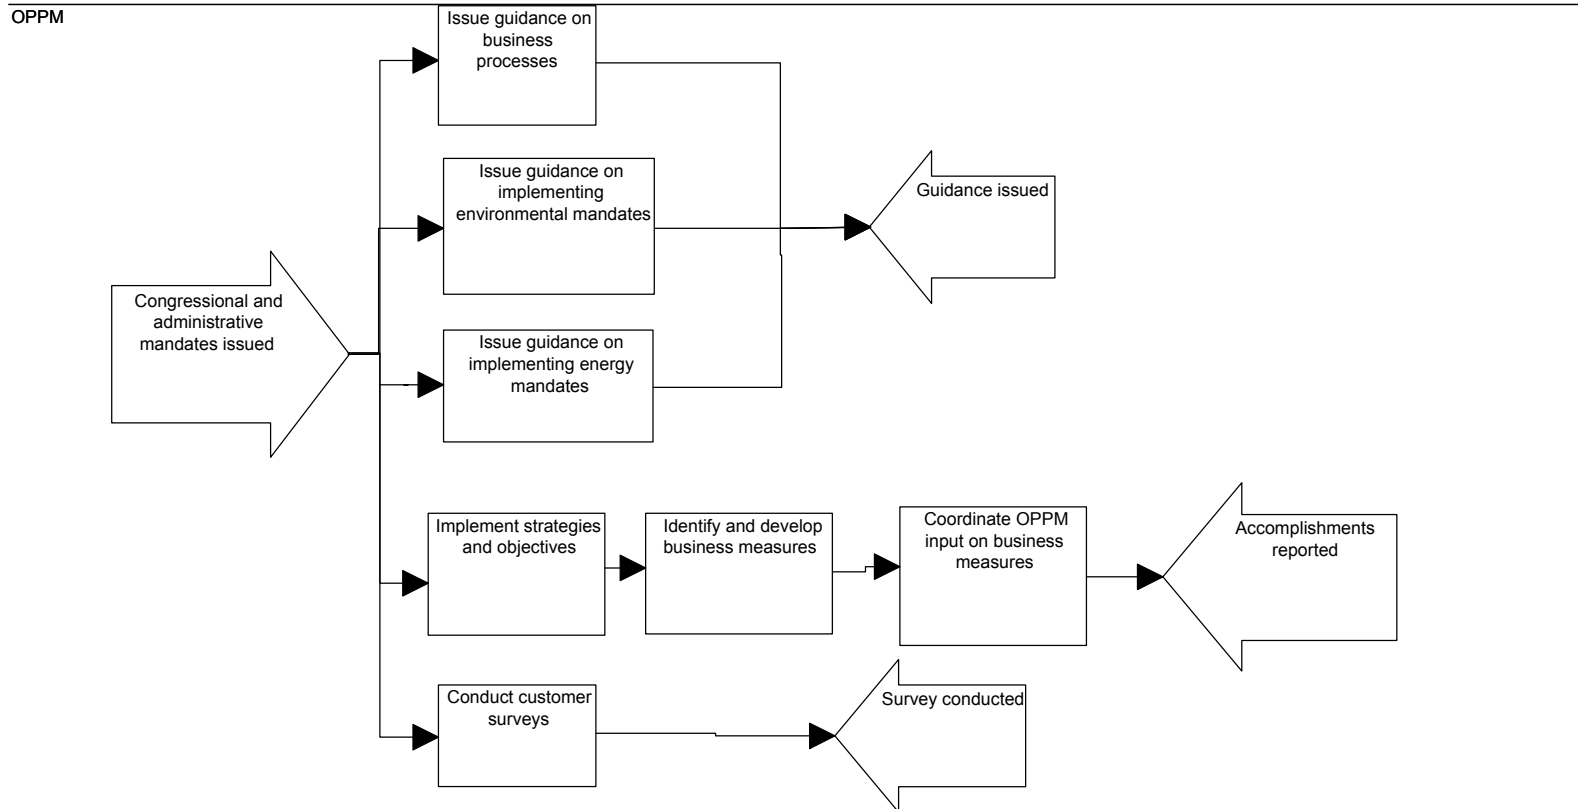 OPPM
Issue guidance on
business
processes
Issue guidance on
implementing
environmental mandates
Guidance issued
Congressional and
administrative
mandates issued
Issue guidance on
implementing energy
mandates
Implement strategies
and objectives
Identify and develop
business measures
Coordinate OPPM
input on business
measures
Accomplishments
reported
Conduct customer
surveys
Survey conducted